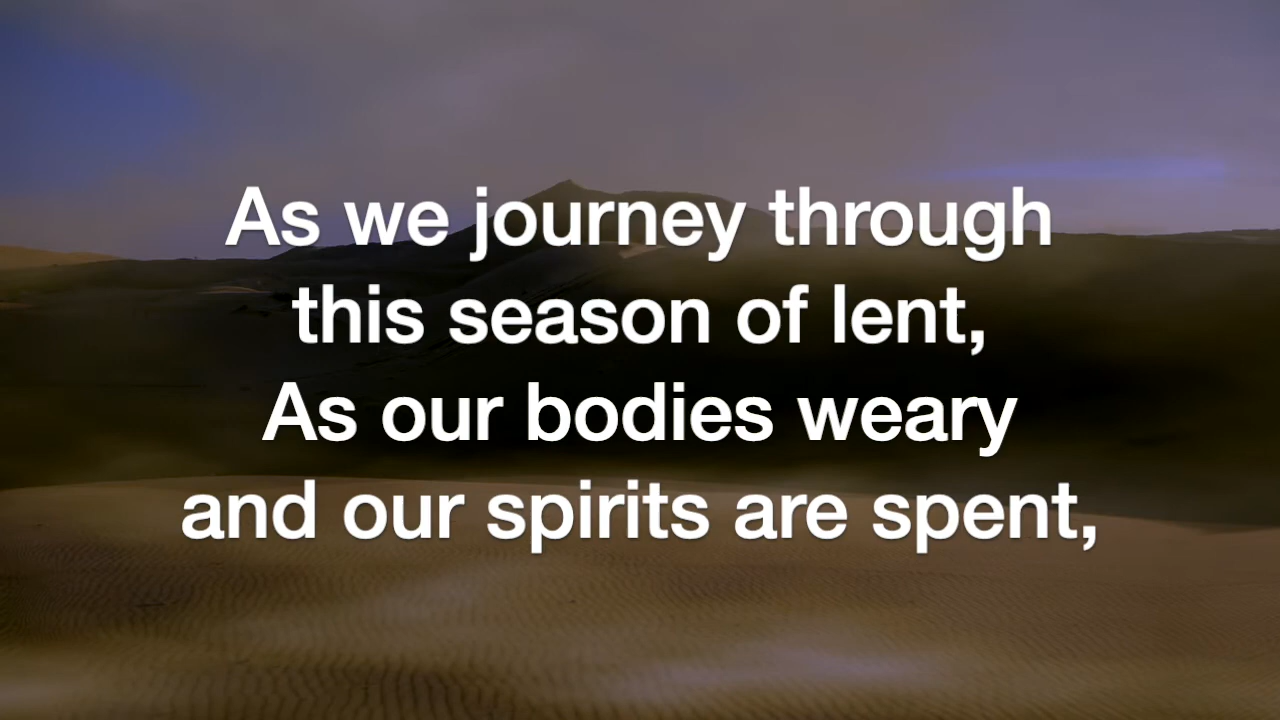 As we journey through
this season of lent,
As our bodies weary
and our spirits are spent,